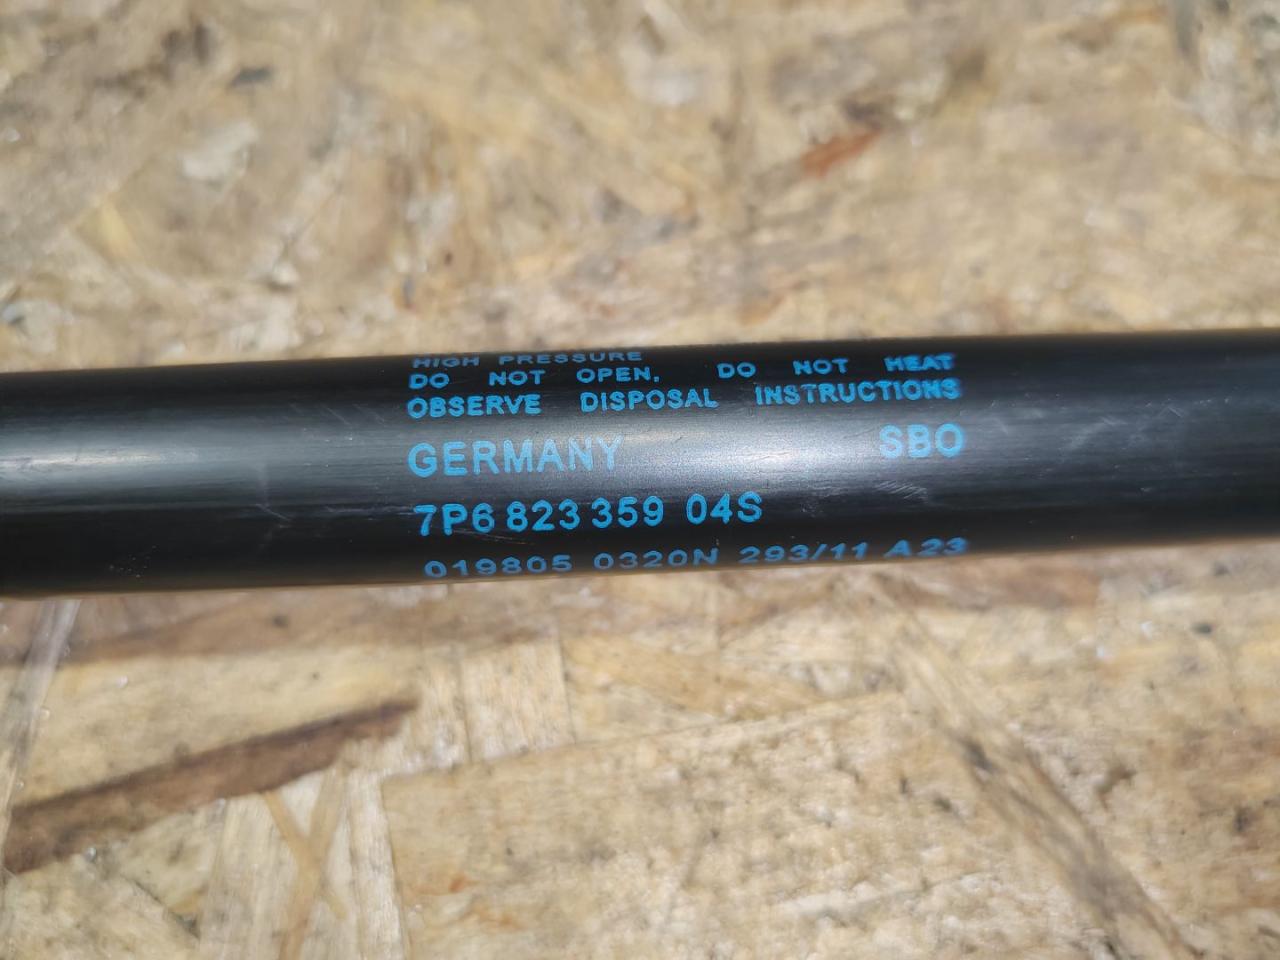 HIGH PRESSURE
DO NOT OPEN, DO NOT HEAT
OBSERVE DISPOSAL INSTRUCTIONS
GERMANY SBO
7P6 823 359 04S
019805 0320N 293/11 A23